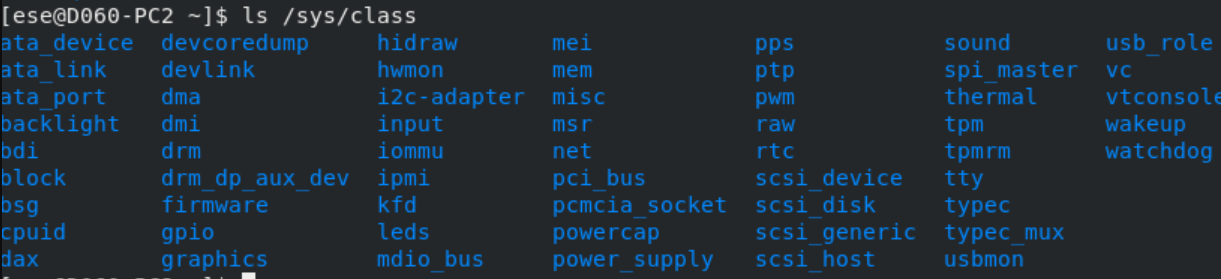 [ese@D060-PC2 ~]$ ls /sys/class
ata_device devcoredump hidraw mei pps sound usb_role
ata_link devlink hwmon mem ptp spi_master vc
ata_port dma i2c-adapter misc pwm thermal vtconsole
backlight dmi input msr raw tpm wakeup
bdi drm iommu net rtc tpmrm watchdog
block drm_dp_aux_dev ipmi pci_bus scsi_device tty
bsg firmware kfd pcmcia_socket scsi_disk typec
cpuid gpio leds powercap scsi_generic typec_mux
dax graphics mdio_bus power_supply scsi_host usbmon